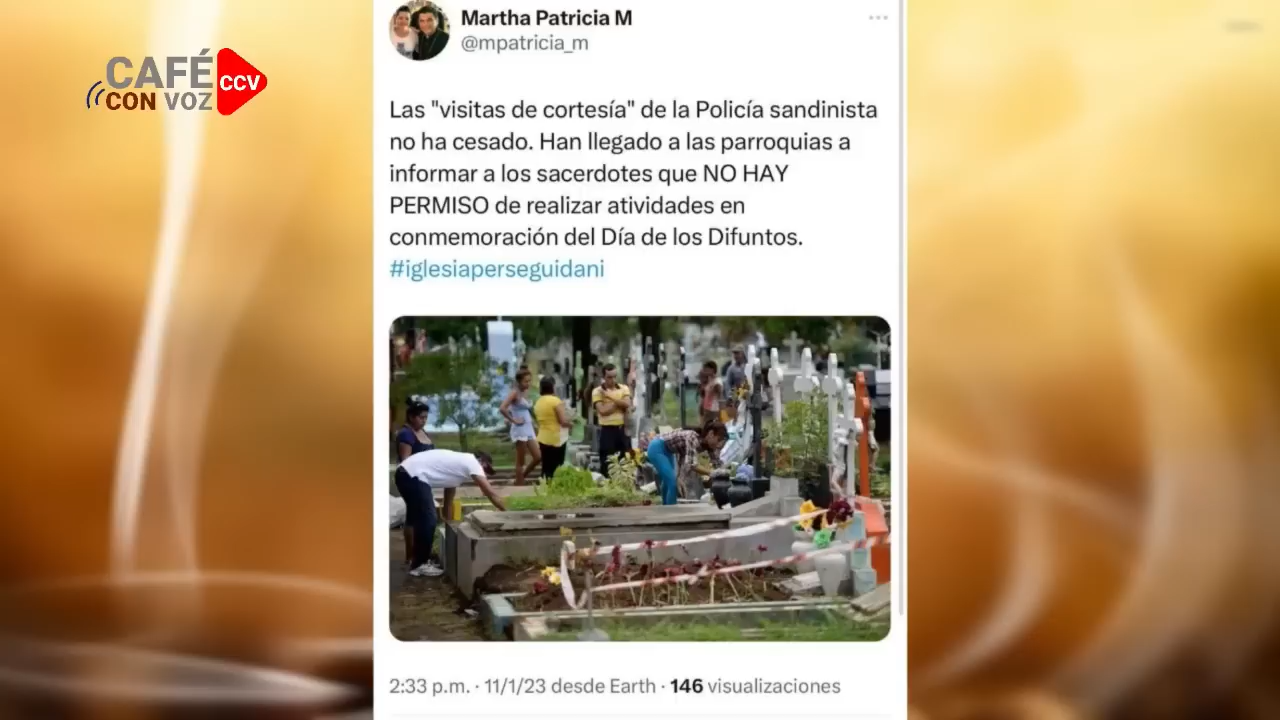 CAFÉ
CON VOZ
CCV
Martha Patricia M
@mpatricia_m
Las "visitas de cortesía" de la Policía sandinista
no ha cesado. Han llegado a las parroquias a
informar a los sacerdotes que NO HAY
PERMISO de realizar atividades en
conmemoración del Día de los Difuntos.
#iglesiaperseguidani
2:33 p.m. · 11/1/23 desde Earth · 146 visualizaciones